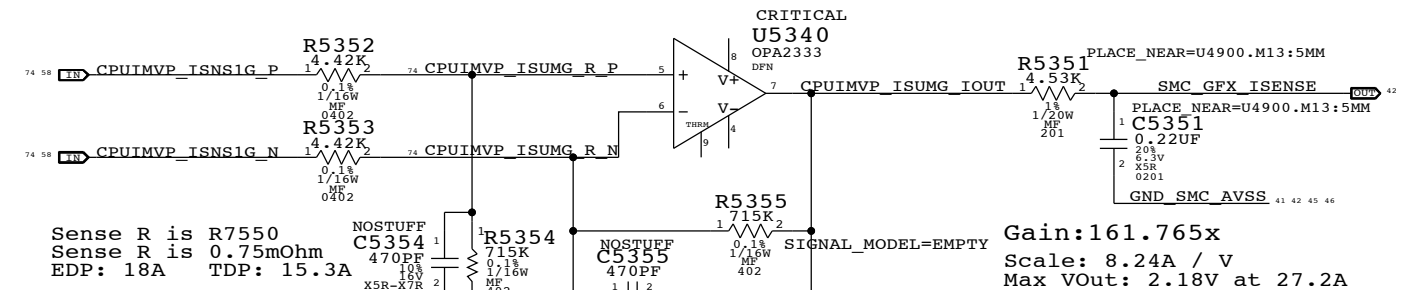 CRITICAL
U5340
OPA2333
DFN
R5352
4.42K
74 58 IN CPUIMVP_ISNS1G_P 1 2 74 CPUIMVP_ISUMG_R_P 5 + V+ 8
0.1%
1/16W
MF
0402
6 − V− 7 CPUIMVP_ISUMG_IOUT
THRM
9 4
R5351
PLACE_NEAR=U4900.M13:5MM
4.53K
1 2 SMC_GFX_ISENSE OUT 42
1%
1/20W
MF
201
PLACE_NEAR=U4900.M13:5MM
1 C5351
0.22UF
20%
6.3V
2 X5R
0201
GND_SMC_AVSS 41 42 45 46
R5353
4.42K
74 58 IN CPUIMVP_ISNS1G_N 1 2 74 CPUIMVP_ISUMG_R_N
0.1%
1/16W
MF
0402
R5355
715K
1 2
0.1%
1/16W
MF
402
SIGNAL_MODEL=EMPTY
Sense R is R7550
Sense R is 0.75mOhm
EDP: 18A TDP: 15.3A
NOSTUFF
C5354
1
470PF
10%
16V
X5R-X7R 2
1 R5354
715K
0.1%
1/16W
MF
NOSTUFF
C5355
470PF
1 2
Gain:161.765x
Scale: 8.24A / V
Max VOut: 2.18V at 27.2A